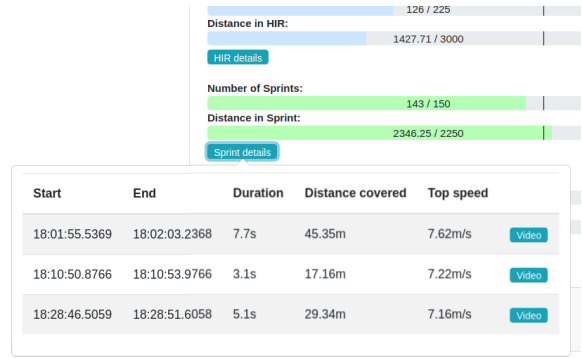 126 / 225
Distance in HIR:
1427.71 / 3000
HIR details
Number of Sprints:
143 / 150
Distance in Sprint:
2346.25 / 2250
Sprint details
Start End Duration Distance covered Top speed
18:01:55.5369 18:02:03.2368 7.7s 45.35m 7.62m/s Video
18:10:50.8766 18:10:53.9766 3.1s 17.16m 7.22m/s Video
18:28:46.5059 18:28:51.6058 5.1s 29.34m 7.16m/s Video